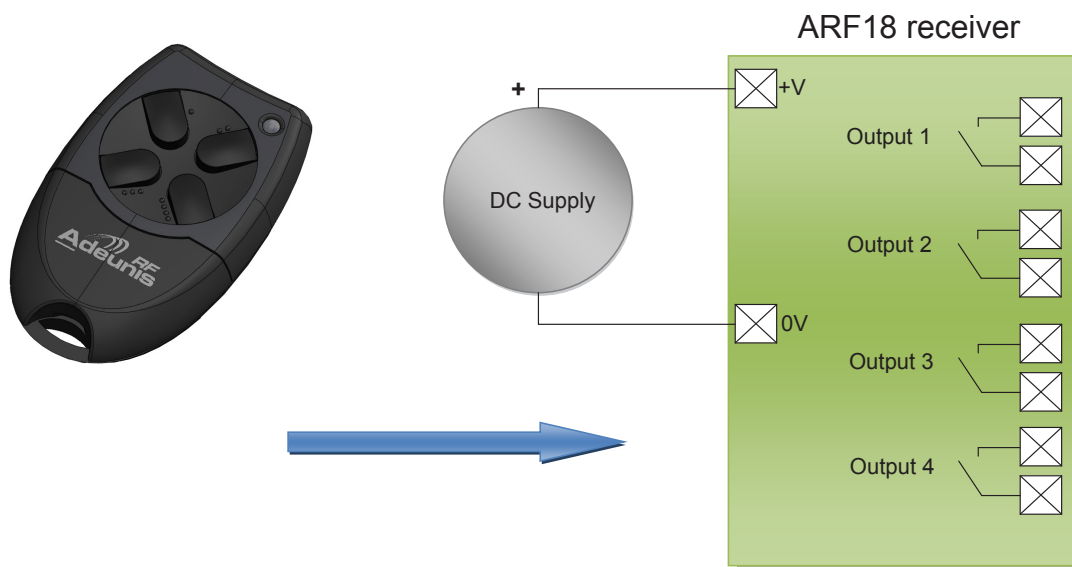 ARF18 receiver
+
+V
DC Supply
0V
Output 1
Output 2
Output 3
Output 4
Adeunis RF